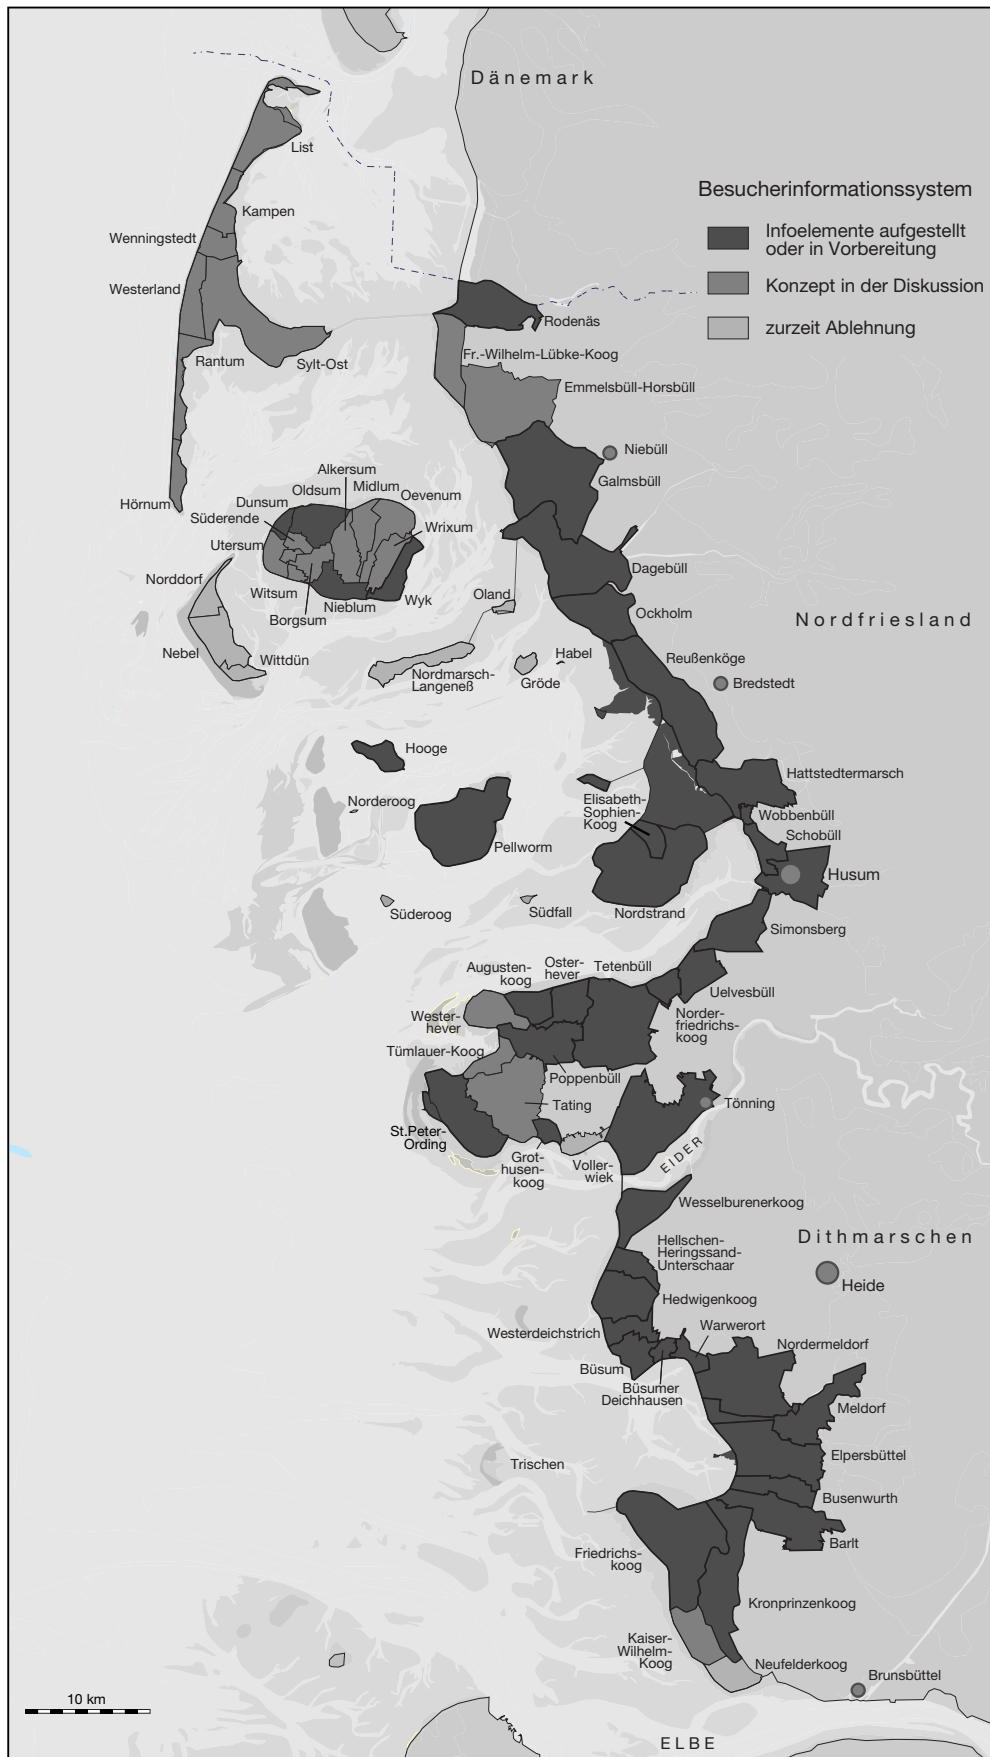 Dänemark
Besucherinformationssystem
Infoelemente aufgestellt
oder in Vorbereitung
Konzept in der Diskussion
zurzeit Ablehnung
List
Kampen
Wenningstedt
Westerland
Rantum
Sylt-Ost
Hörnum
Rodenäs
Fr.-Wilhelm-Lübke-Koog
Emmelsbüll-Horsbüll
Niebüll
Galmsbüll
Alkersum
Oldsum
Midlum
Oevenum
Dunsum
Süderende
Wrixum
Utersum
Norddorf
Witsum
Borgsum
Nieblum
Wyk
Nebel
Wittdün
Oland
Nordmarsch-
Langeneß
Gröde
Habel
Dagebüll
Ockholm
Nordfriesland
Reußenköge
Bredstedt
Hooge
Norderoog
Pellworm
Hattstedtermarsch
Elisabeth-
Sophien-
Koog
Wobbenbüll
Schobüll
Husum
Süderoog
Südfall
Nordstrand
Simonsberg
Augusten-
koog
Oster-
hever
Tetenbüll
Uelvesbüll
Wester-
hever
Norder-
friedrichs-
koog
Tümlauer-Koog
Poppenbüll
Tating
Tönning
St.Peter-
Ording
Grot-
husen-
koog
Voller-
wiek
EIDER
Wesselburenerkoog
Dithmarschen
Hellschen-
Heringssand-
Unterschaar
Heide
Hedwigenkoog
Westerdeichstrich
Warwerort
Nordermeldorf
Büsum
Büsumer
Deichhausen
Meldorf
Trischen
Elpersbüttel
Busenwurth
Barlt
Friedrichs-
koog
Kronprinzenkoog
Kaiser-
Wilhelm-
Koog
Neufelderkoog
Brunsbüttel
10 km
ELBE